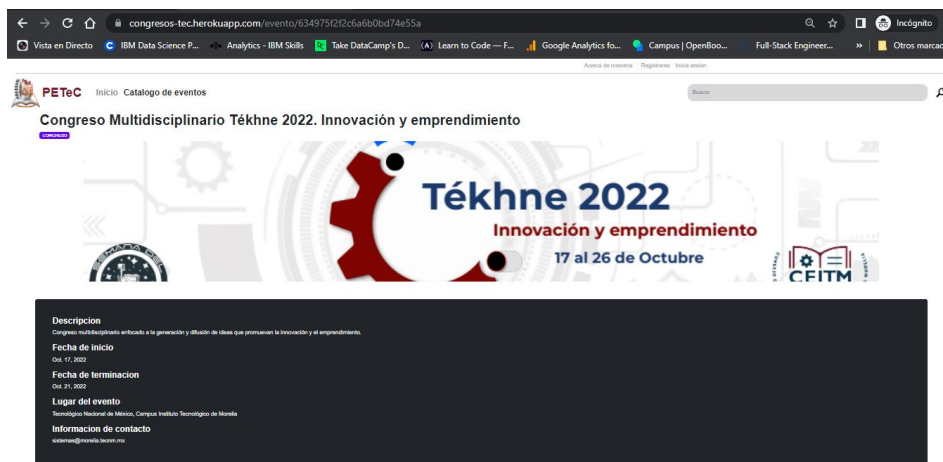 congresos-tec.herokuapp.com/evento/634975f2f2c6a6b0bd74e55a
Incógnito
Vista en Directo IBM Data Science P... Analytics - IBM Skills Take DataCamp's D... Learn to Code — F... Google Analytics fo... Campus | OpenBoo... Full-Stack Engineer... » Otros marcad
Acerca de nosotros Registrarse Inicia sesion
PETeC Inicio Catalogo de eventos Buscar
Congreso Multidisciplinario Tékhne 2022. Innovación y emprendimiento
CONGRESO
Tékhne 2022
Innovación y emprendimiento
17 al 26 de Octubre
SEMANA DEL
CEITM
Descripcion
Congreso multidisciplinario enfocado a la generación y difusión de ideas que promuevan la innovación y el emprendimiento.
Fecha de inicio
Oct. 17, 2022
Fecha de terminacion
Oct. 21, 2022
Lugar del evento
Tecnológico Nacional de México, Campus Instituto Tecnológico de Morelia
Informacion de contacto
sistemas@morelia.tecnm.mx